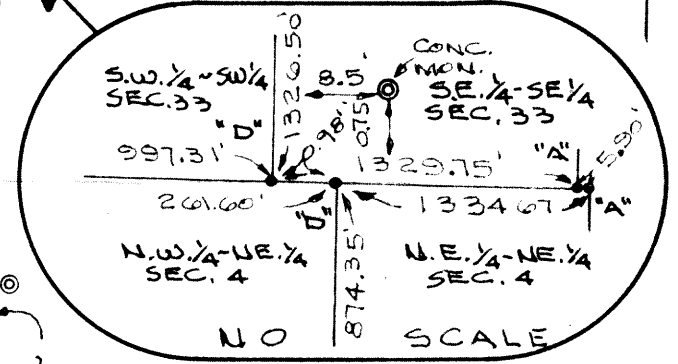 CONC.
MON.
S.W.1/4~SW1/4
SEC.33
8.5'
1326.50'
S.E.1/4-SE1/4
SEC.33
0.75'
"D"
997.31'
0.98'
1329.75'
"A"
5.90'
261.60'
"D"
1334.67
"A"
N.W.1/4-NE.1/4
SEC. 4
874.35'
N.E.1/4-NE.1/4
SEC. 4
NO SCALE